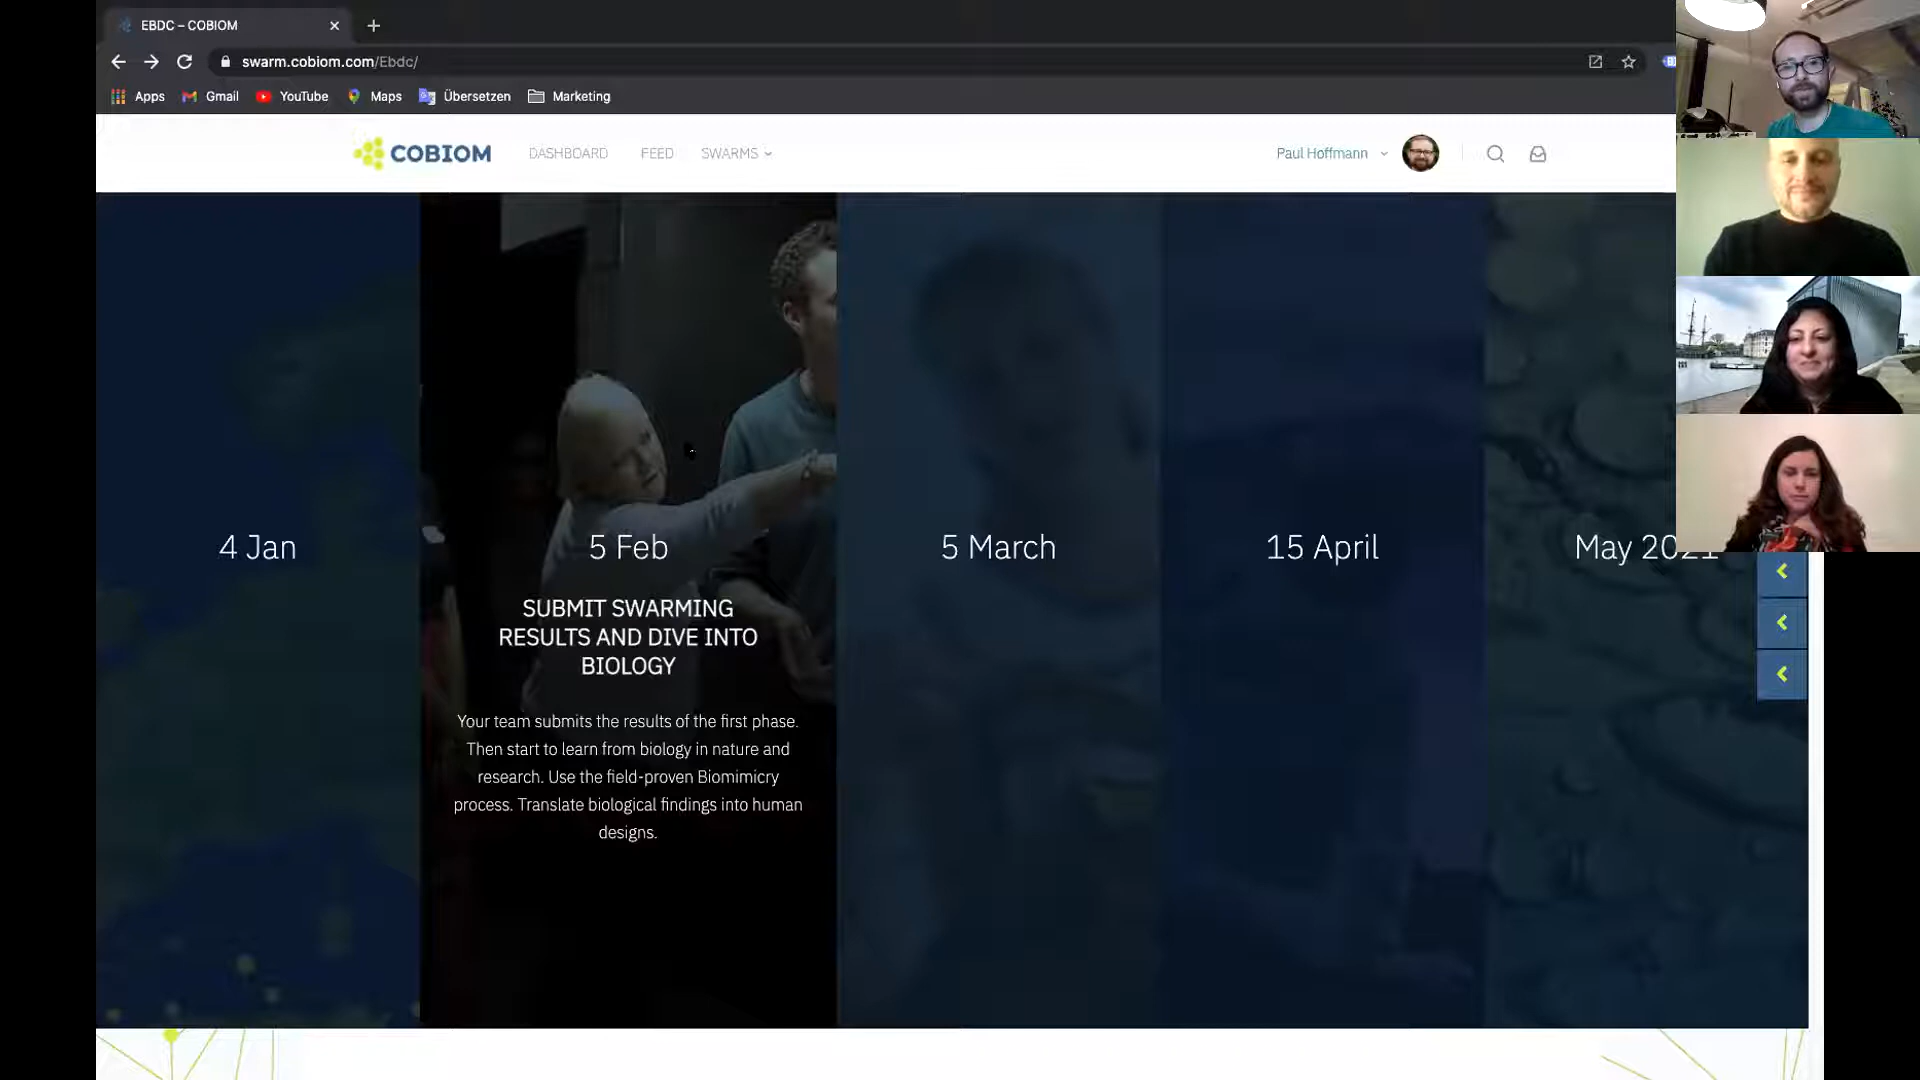 EBDC – COBIOM
swarm.cobiom.com/Ebdc/
Apps
Gmail
YouTube
Maps
Übersetzen
Marketing
COBIOM
DASHBOARD
FEED
SWARMS
Paul Hoffmann
4 Jan
5 Feb
5 March
15 April
May 2021
SUBMIT SWARMING
RESULTS AND DIVE INTO
BIOLOGY
Your team submits the results of the first phase.
Then start to learn from biology in nature and
research. Use the field-proven Biomimicry
process. Translate biological findings into human
designs.